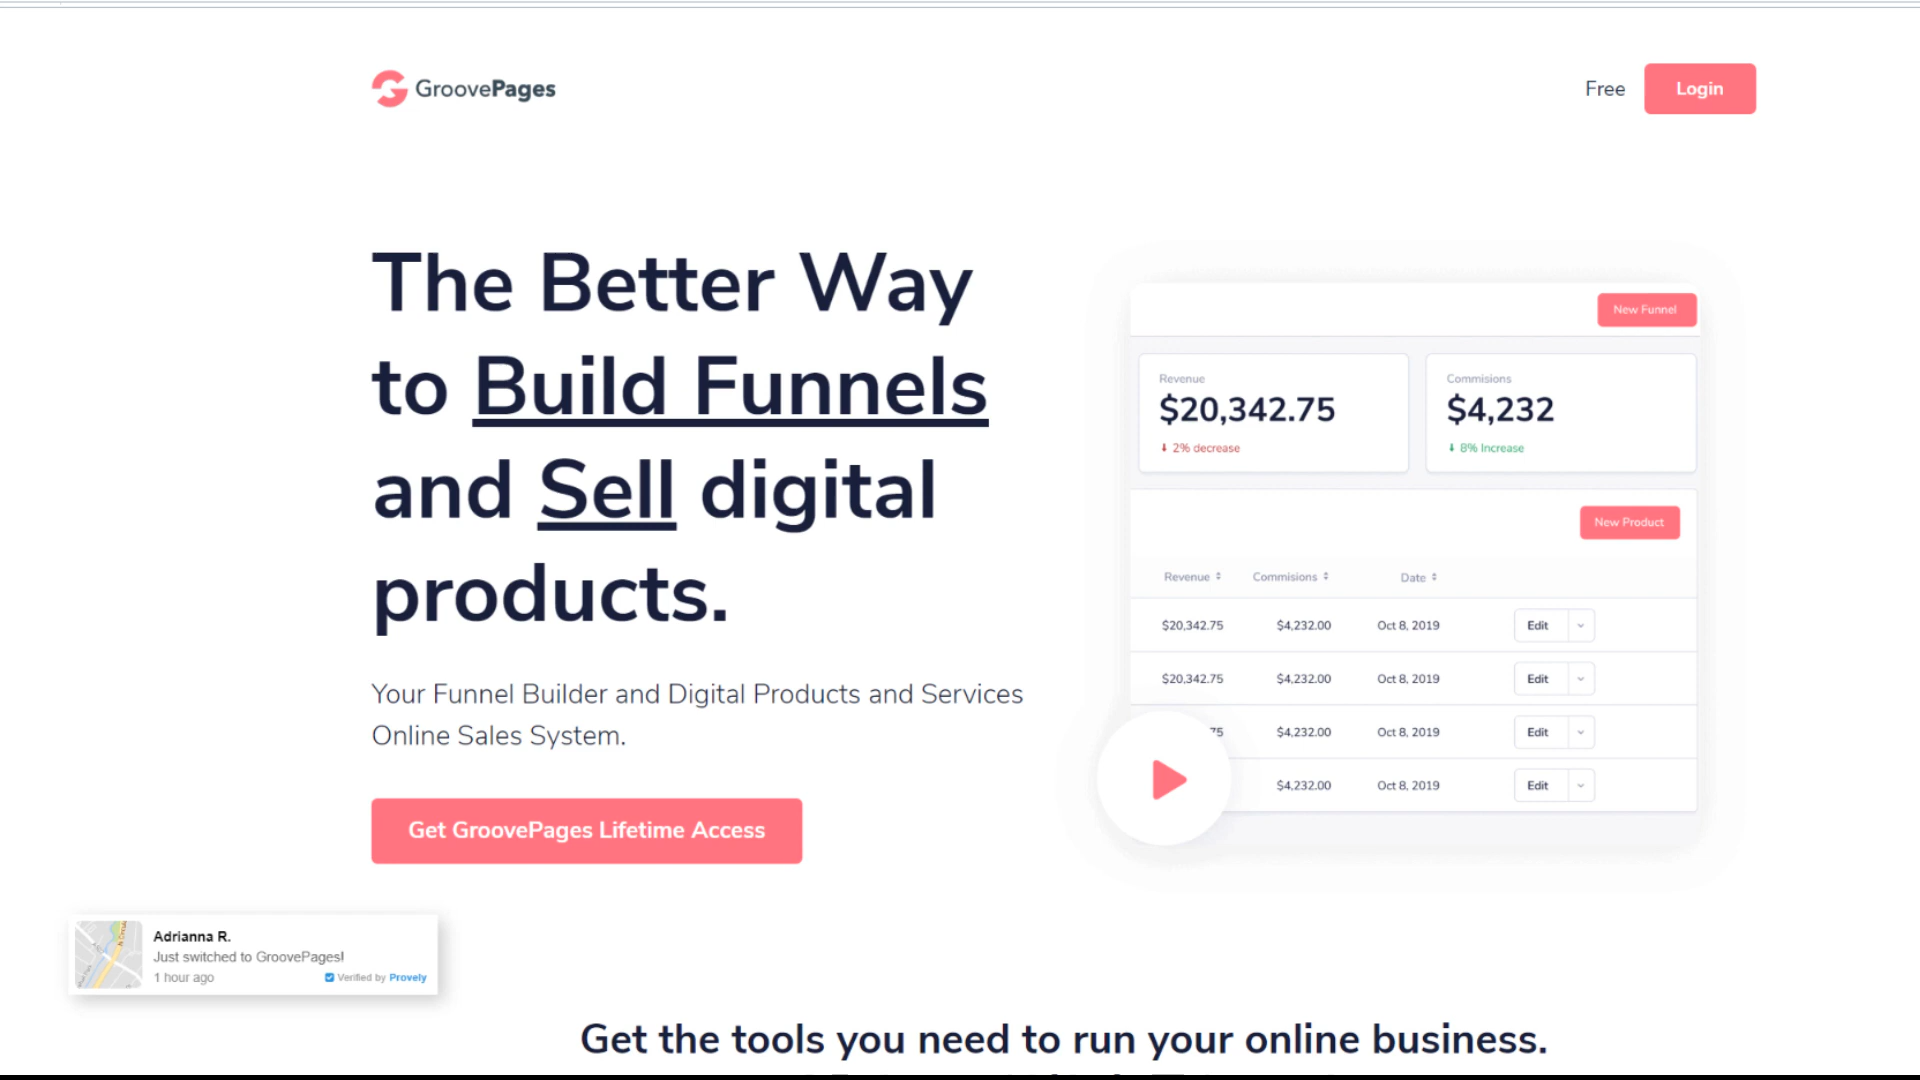 GroovePages
Free
Login
The Better Way
to Build Funnels
and Sell digital
products.
Your Funnel Builder and Digital Products and Services
Online Sales System.
Get GroovePages Lifetime Access
New Funnel
Revenue
$20,342.75
2% decrease
Commisions
$4,232
8% Increase
New Product
Revenue Commisions Date
$20,342.75 $4,232.00 Oct 8, 2019 Edit
$20,342.75 $4,232.00 Oct 8, 2019 Edit
75 $4,232.00 Oct 8, 2019 Edit
$4,232.00 Oct 8, 2019 Edit
Adrianna R.
Just switched to GroovePages!
1 hour ago
Verified by Provely
Get the tools you need to run your online business.